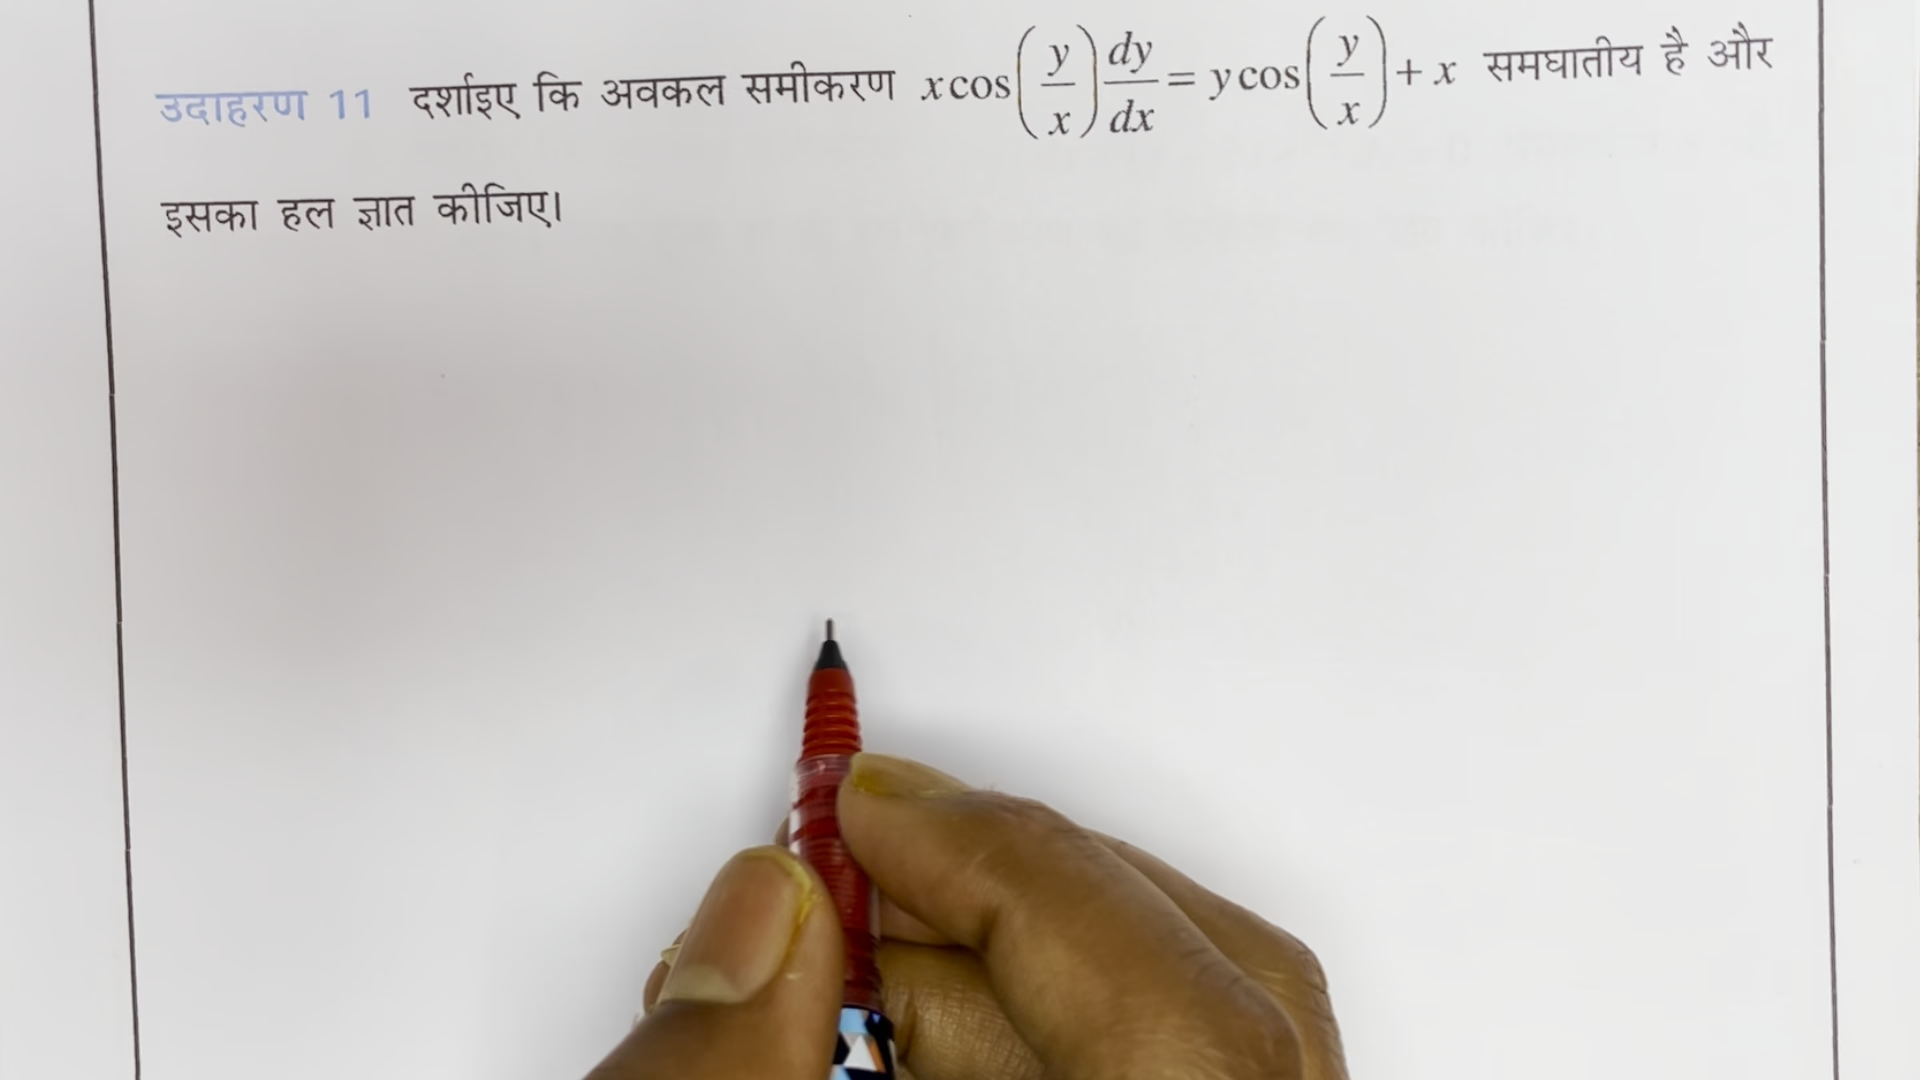 उदाहरण 11 दर्शाइए कि अवकल समीकरण x cos(y/x) dy/dx = y cos(y/x) + x समघातीय है और
इसका हल ज्ञात कीजिए।